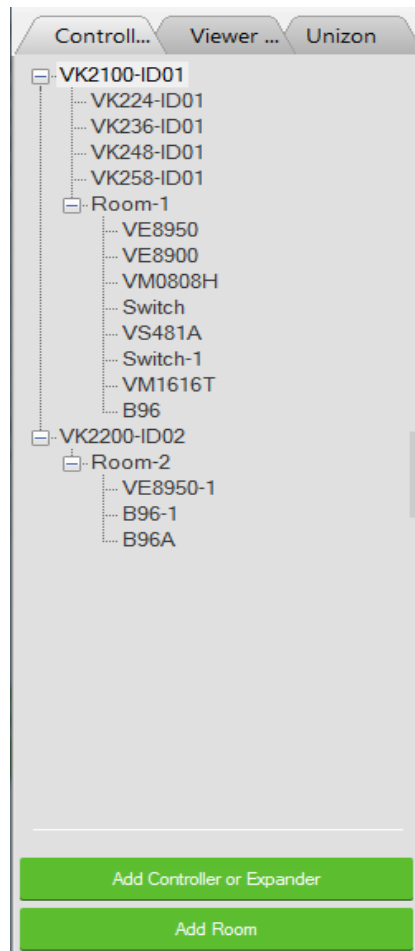 Controll... Viewer ... Unizon
VK2100-ID01
VK224-ID01
VK236-ID01
VK248-ID01
VK258-ID01
Room-1
VE8950
VE8900
VM0808H
Switch
VS481A
Switch-1
VM1616T
B96
VK2200-ID02
Room-2
VE8950-1
B96-1
B96A
Add Controller or Expander
Add Room